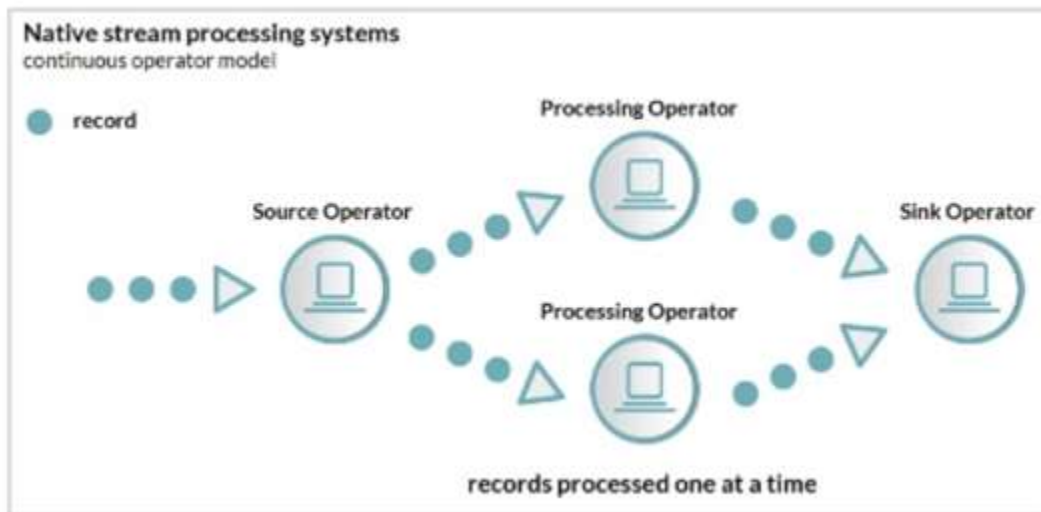 Native stream processing systems
continuous operator model
record
Processing Operator
Source Operator
Sink Operator
Processing Operator
records processed one at a time